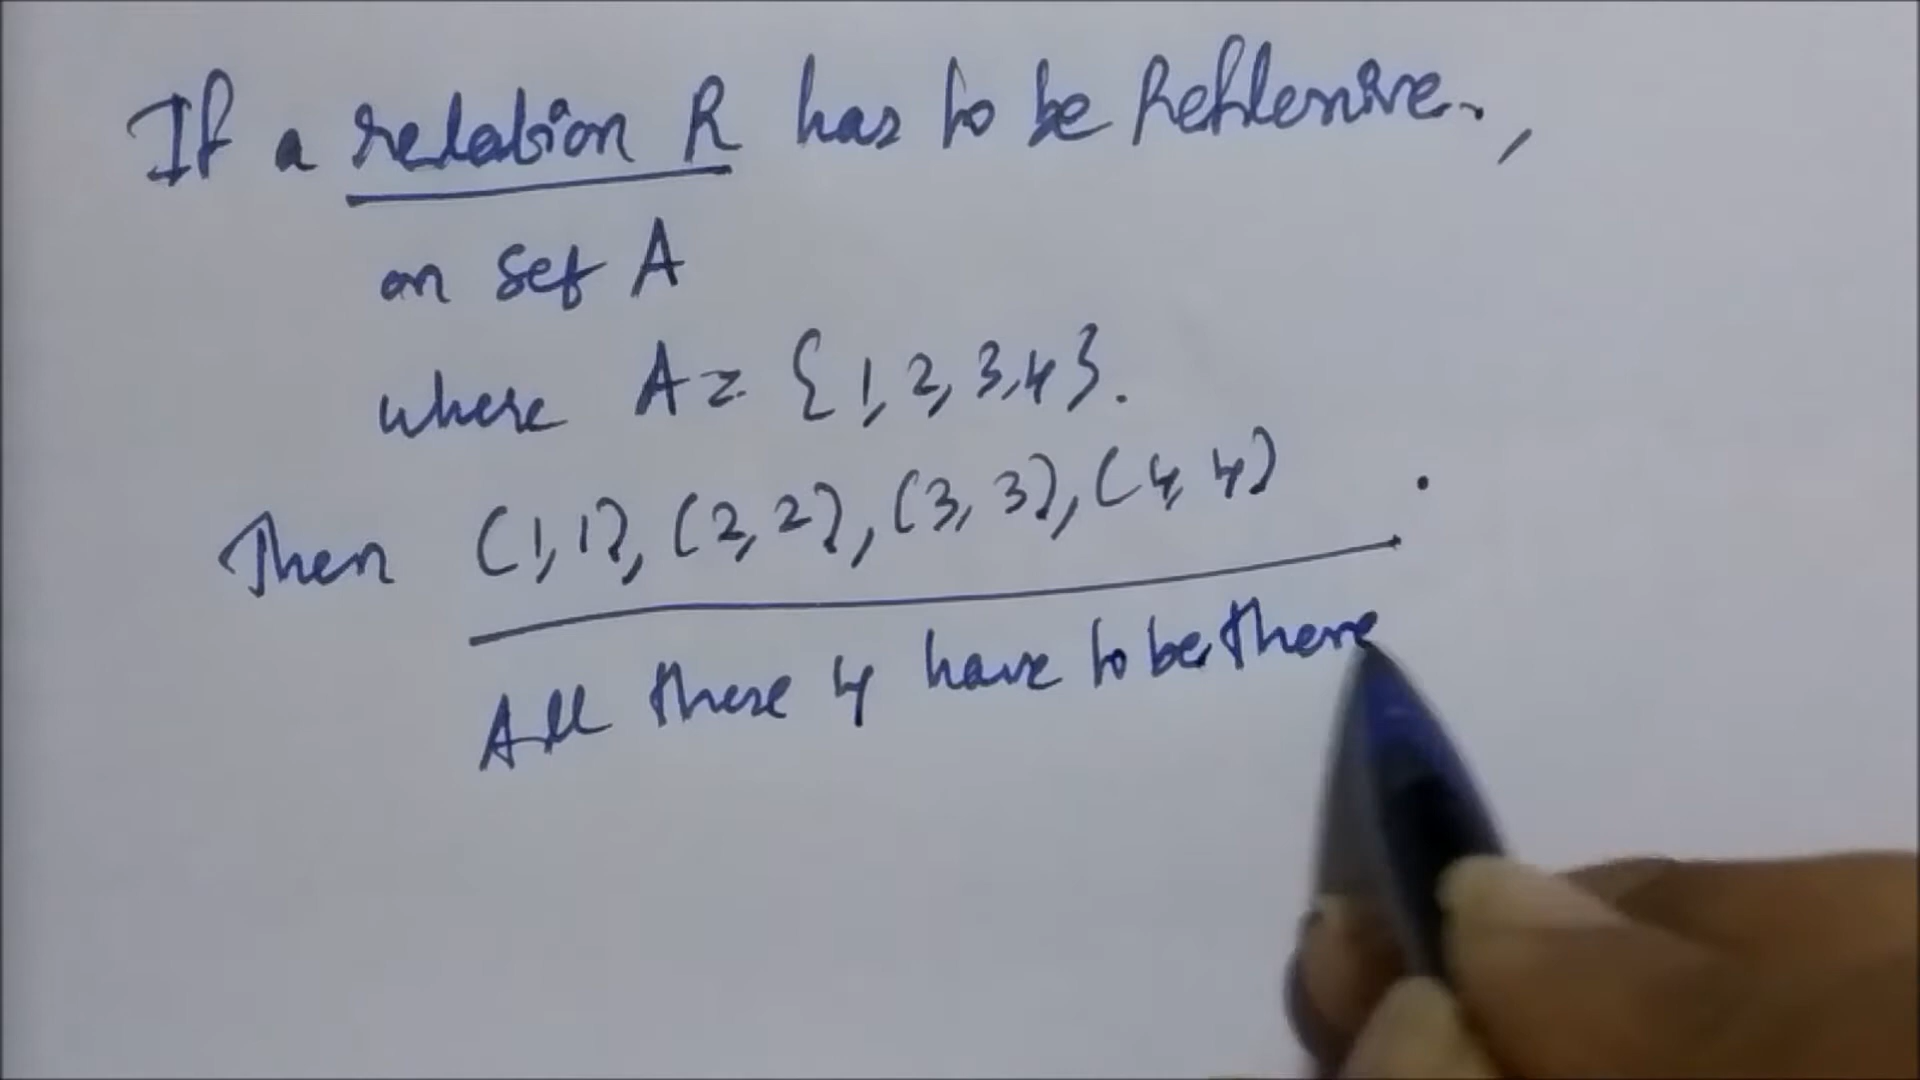 If a relation R has to be Reflexive.,
on set A
where A = {1, 2, 3, 4}.
Then (1, 1), (2, 2), (3, 3), (4, 4) .
All these 4 have to be there